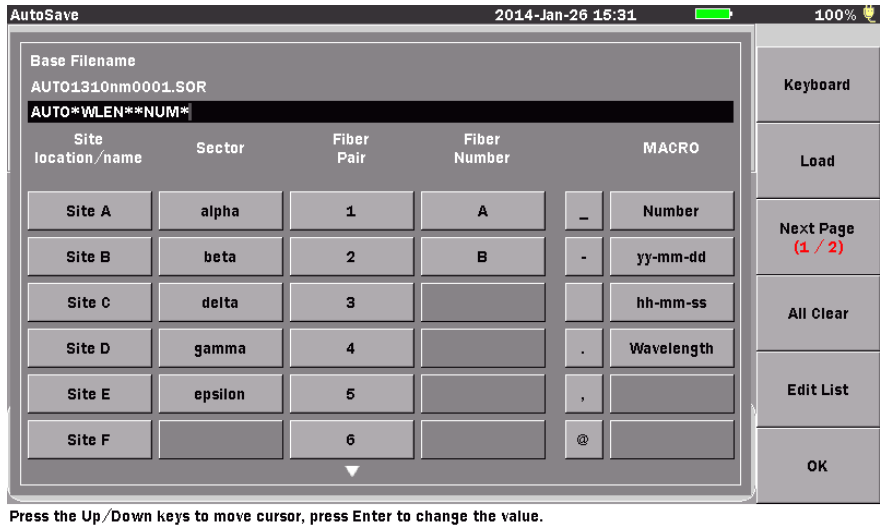 AutoSave 2014-Jan-26 15:31 100%
Base Filename
AUTO1310nm0001.SOR
AUTO*WLEN**NUM*
Site location/name Sector Fiber Pair Fiber Number MACRO
Site A alpha 1 A _ Number
Site B beta 2 B - yy-mm-dd
Site C delta 3 hh-mm-ss
Site D gamma 4 . Wavelength
Site E epsilon 5 ,
Site F 6 @
Keyboard
Load
Next Page
(1 / 2)
All Clear
Edit List
OK
Press the Up/Down keys to move cursor, press Enter to change the value.